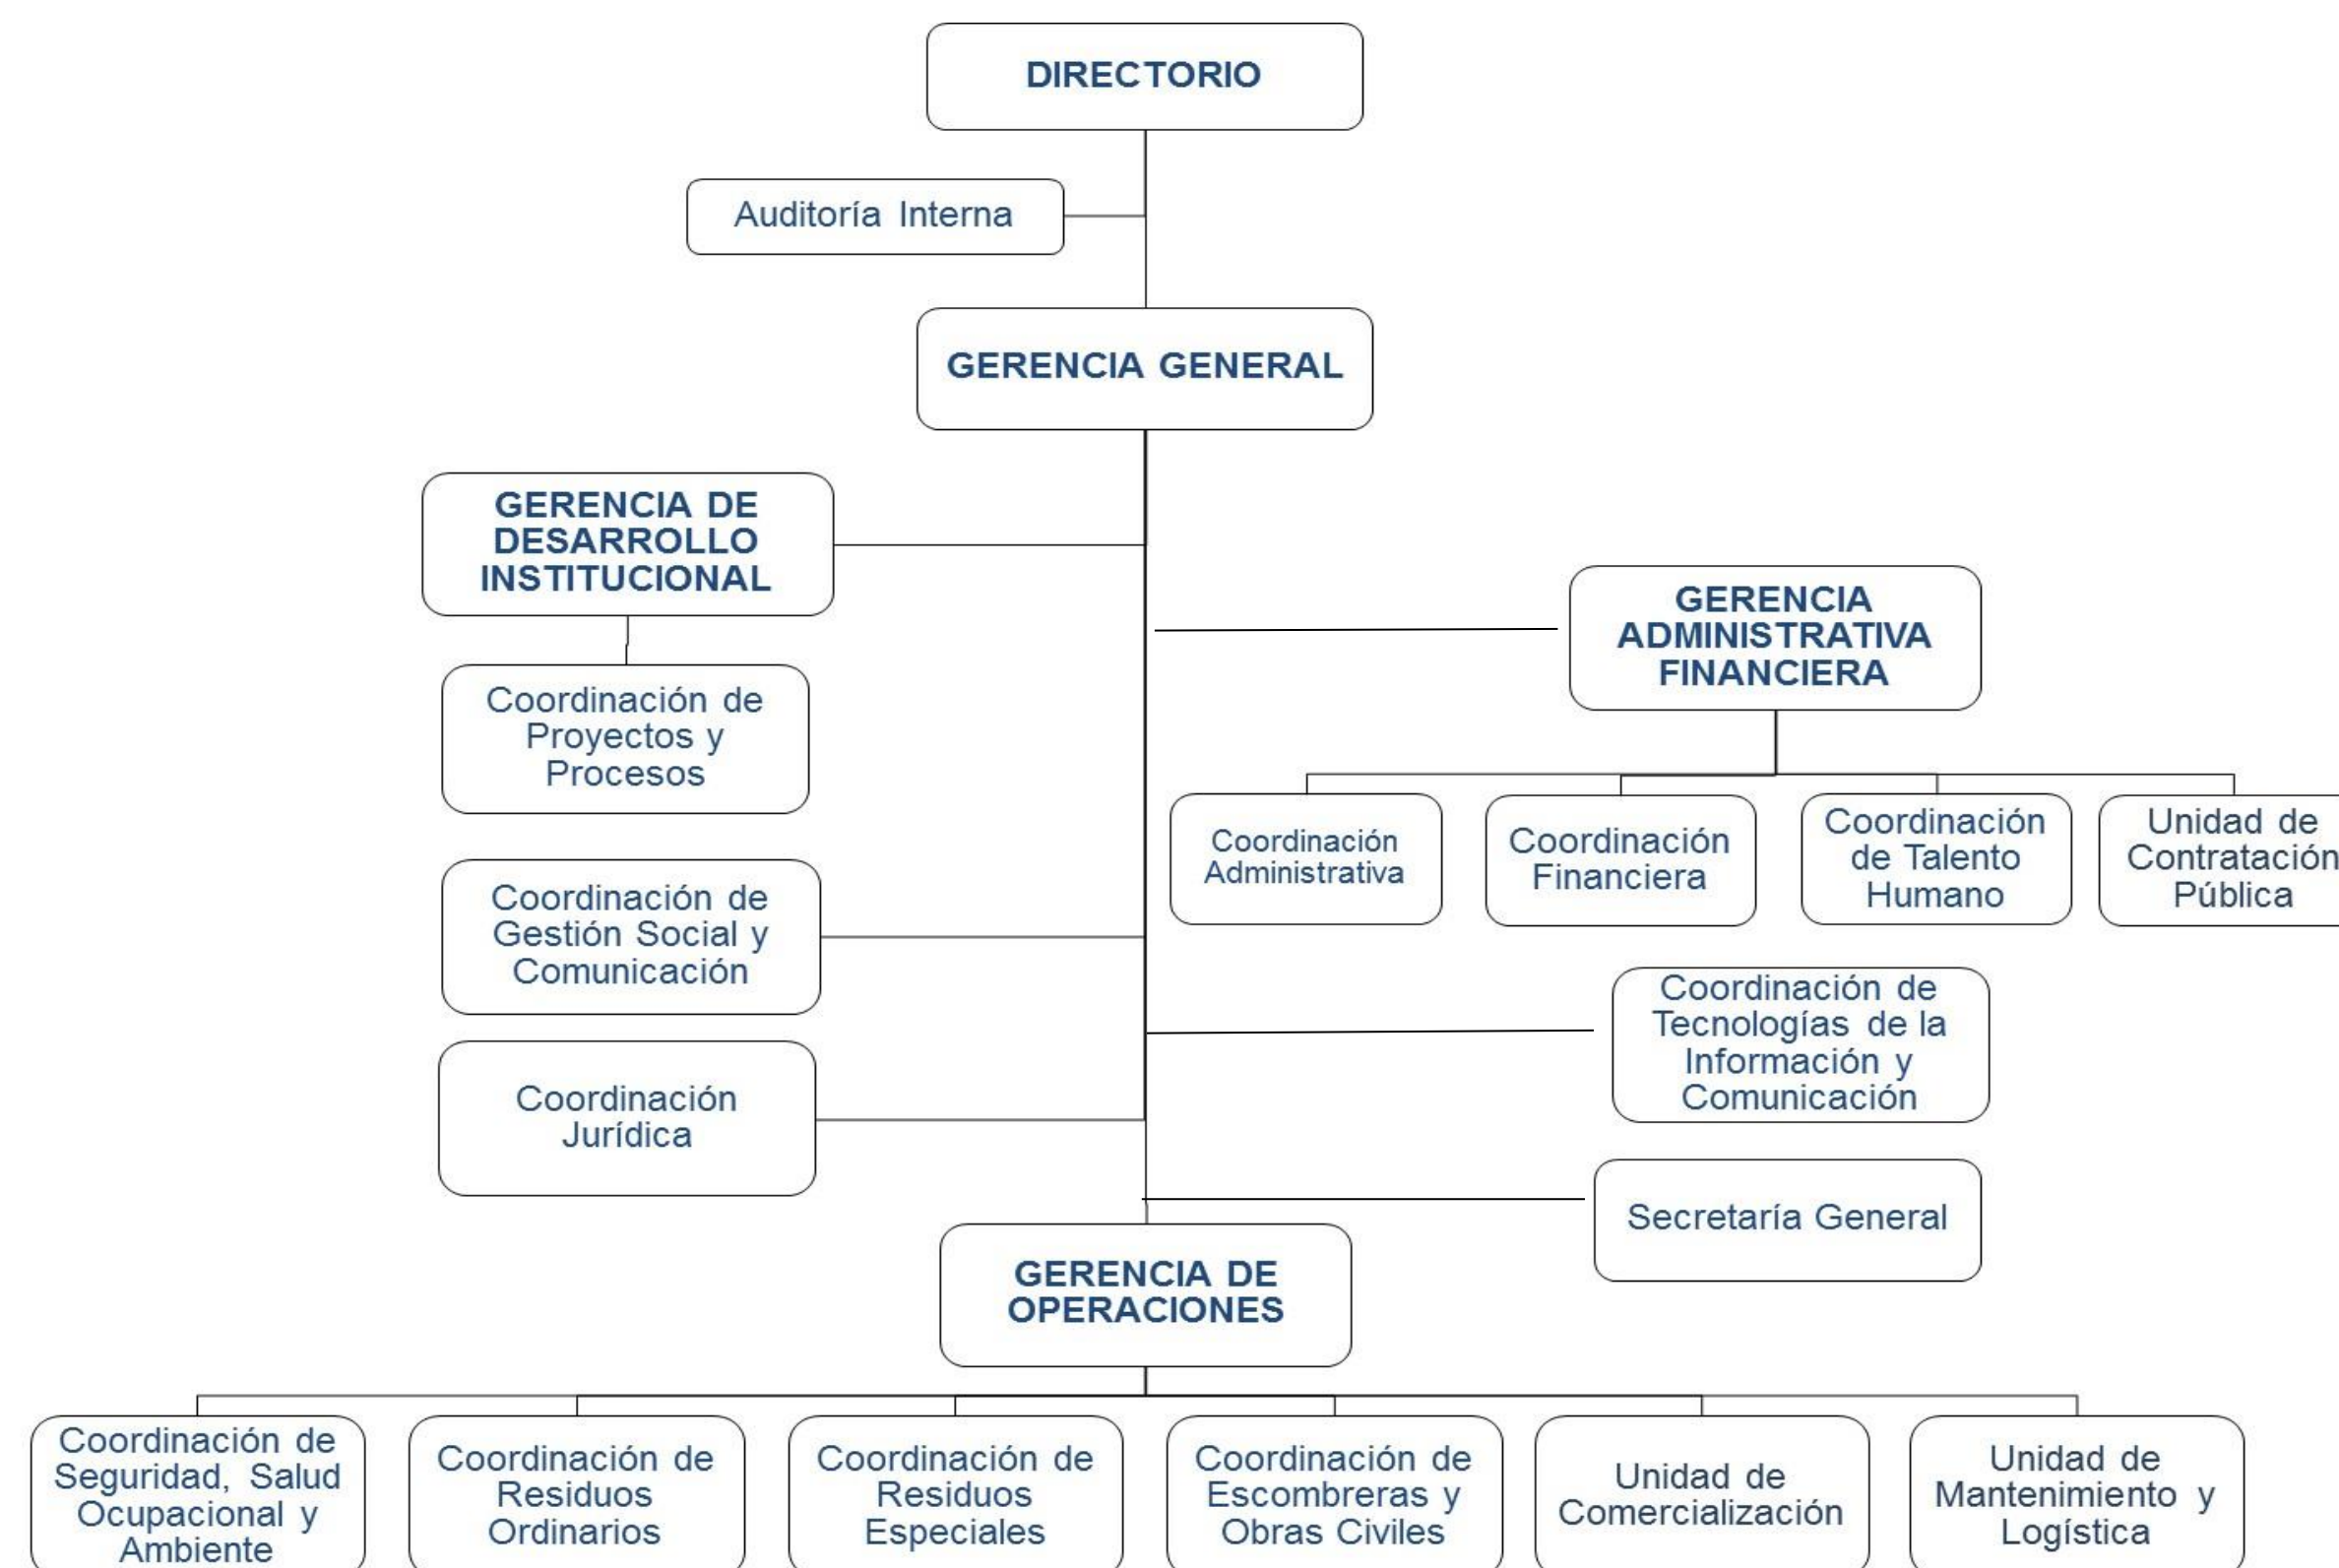 DIRECTORIO
Auditoría Interna
GERENCIA GENERAL
GERENCIA DE
DESARROLLO
INSTITUCIONAL
GERENCIA
ADMINISTRATIVA
FINANCIERA
Coordinación de
Proyectos y
Procesos
Coordinación
Administrativa
Coordinación
Financiera
Coordinación
de Talento
Humano
Unidad de
Contratación
Pública
Coordinación de
Gestión Social y
Comunicación
Coordinación de
Tecnologías de la
Información y
Comunicación
Coordinación
Jurídica
Secretaría General
GERENCIA DE
OPERACIONES
Coordinación de
Seguridad, Salud
Ocupacional y
Ambiente
Coordinación de
Residuos
Ordinarios
Coordinación de
Residuos
Especiales
Coordinación de
Escombreras y
Obras Civiles
Unidad de
Comercialización
Unidad de
Mantenimiento y
Logística